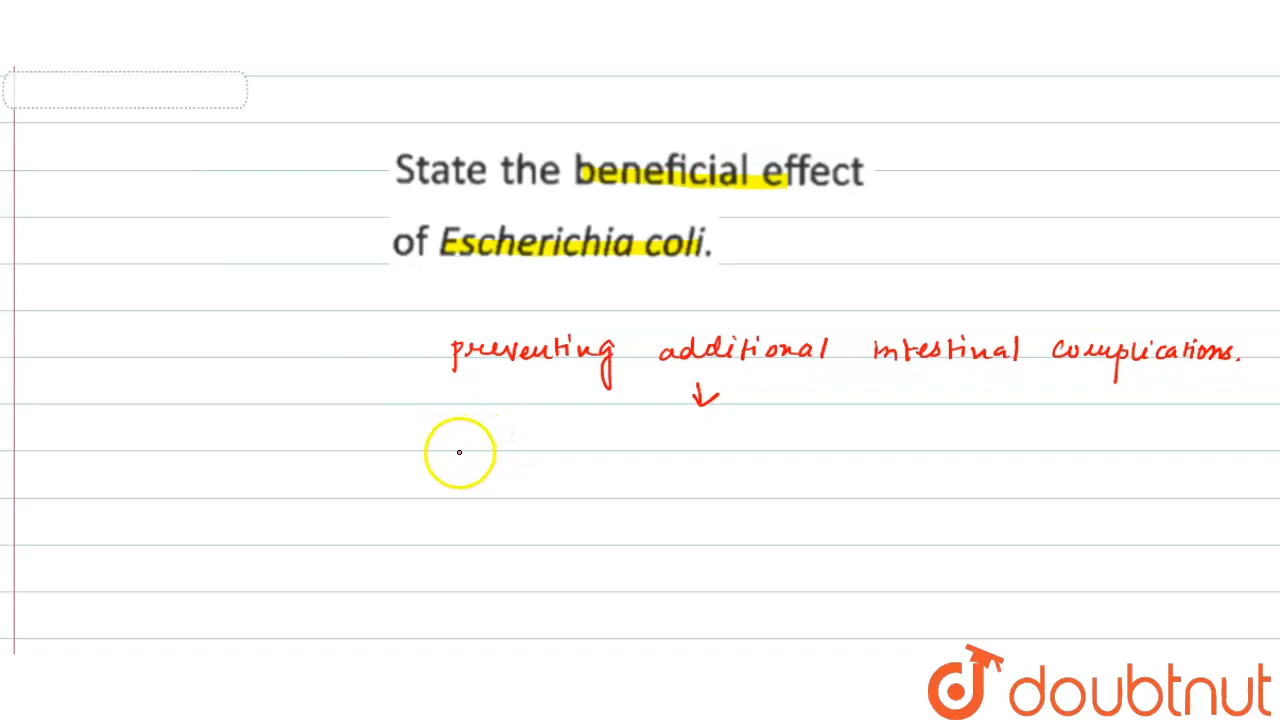 State the beneficial effect
of Escherichia coli.
preventing additional intestinal complications.
doubtnut